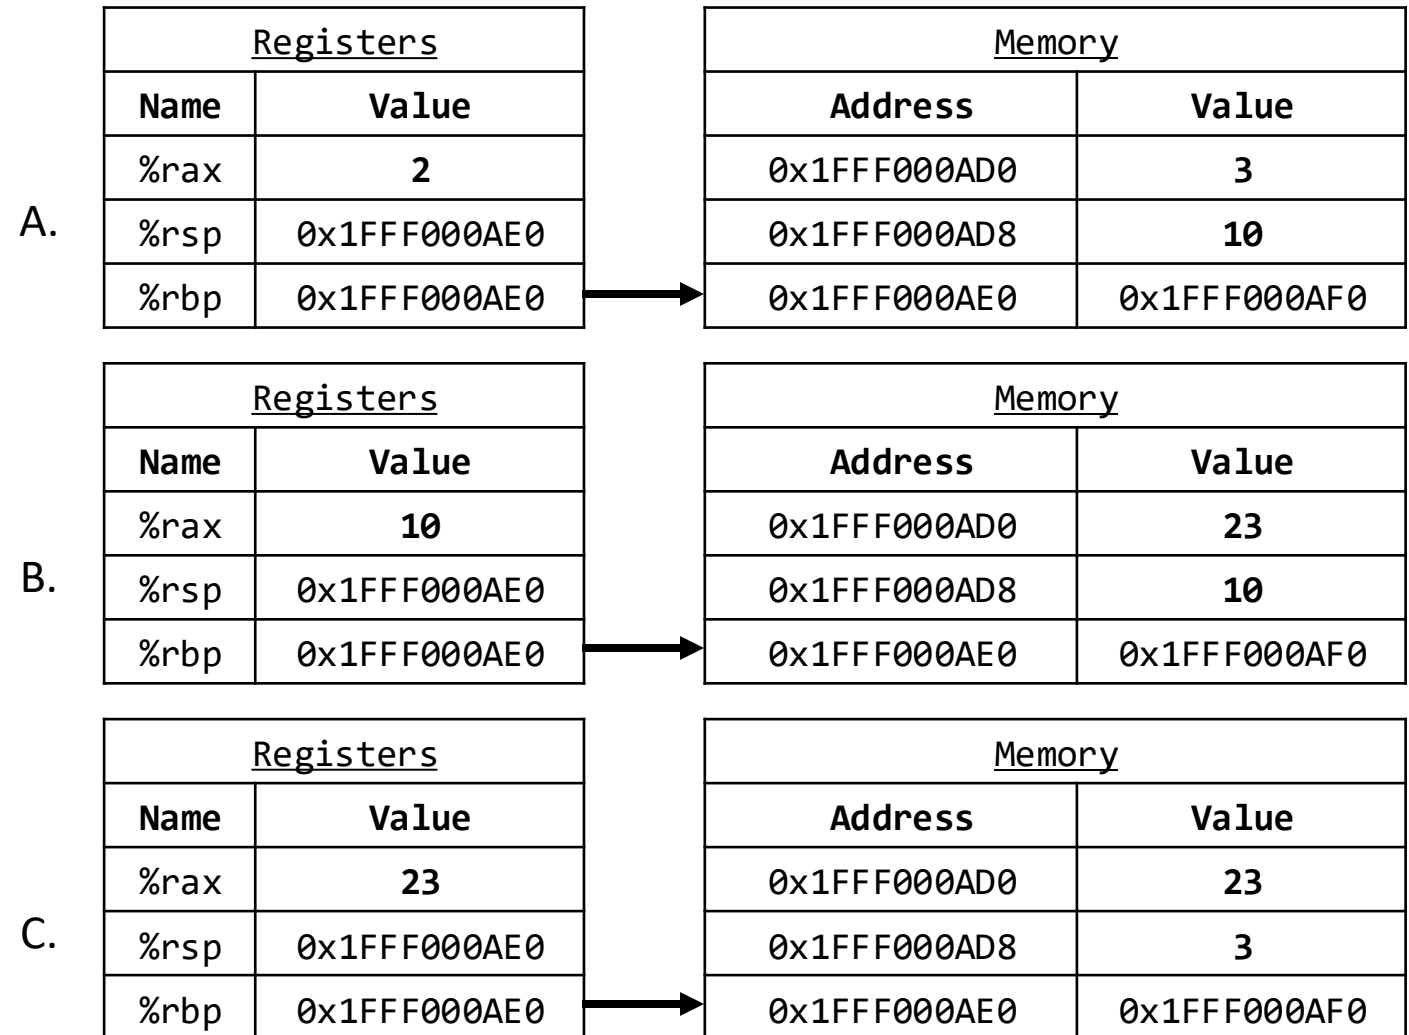 Registers Memory
Name Value Address Value
%rax 2 0x1FFF000AD0 3
A. %rsp 0x1FFF000AE0 0x1FFF000AD8 10
%rbp 0x1FFF000AE0 0x1FFF000AE0 0x1FFF000AF0
Registers Memory
Name Value Address Value
%rax 10 0x1FFF000AD0 23
B. %rsp 0x1FFF000AE0 0x1FFF000AD8 10
%rbp 0x1FFF000AE0 0x1FFF000AE0 0x1FFF000AF0
Registers Memory
Name Value Address Value
%rax 23 0x1FFF000AD0 23
C. %rsp 0x1FFF000AE0 0x1FFF000AD8 3
%rbp 0x1FFF000AE0 0x1FFF000AE0 0x1FFF000AF0